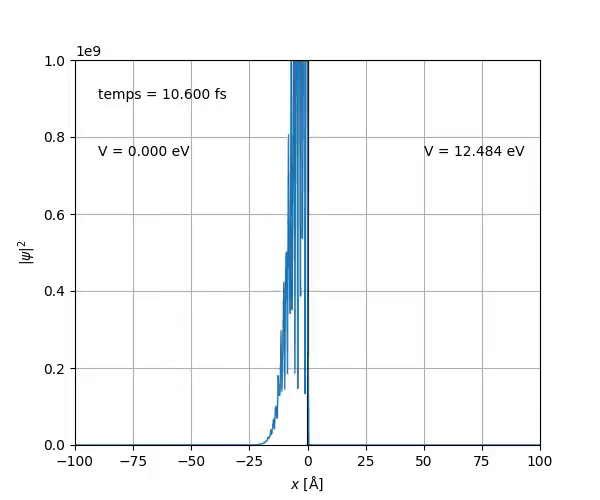 1e9
1.0
temps = 10.600 fs
0.8
V = 0.000 eV
V = 12.484 eV
0.6
|ψ|²
0.4
0.2
0.0
−100 −75 −50 −25 0 25 50 75 100
x [Å]